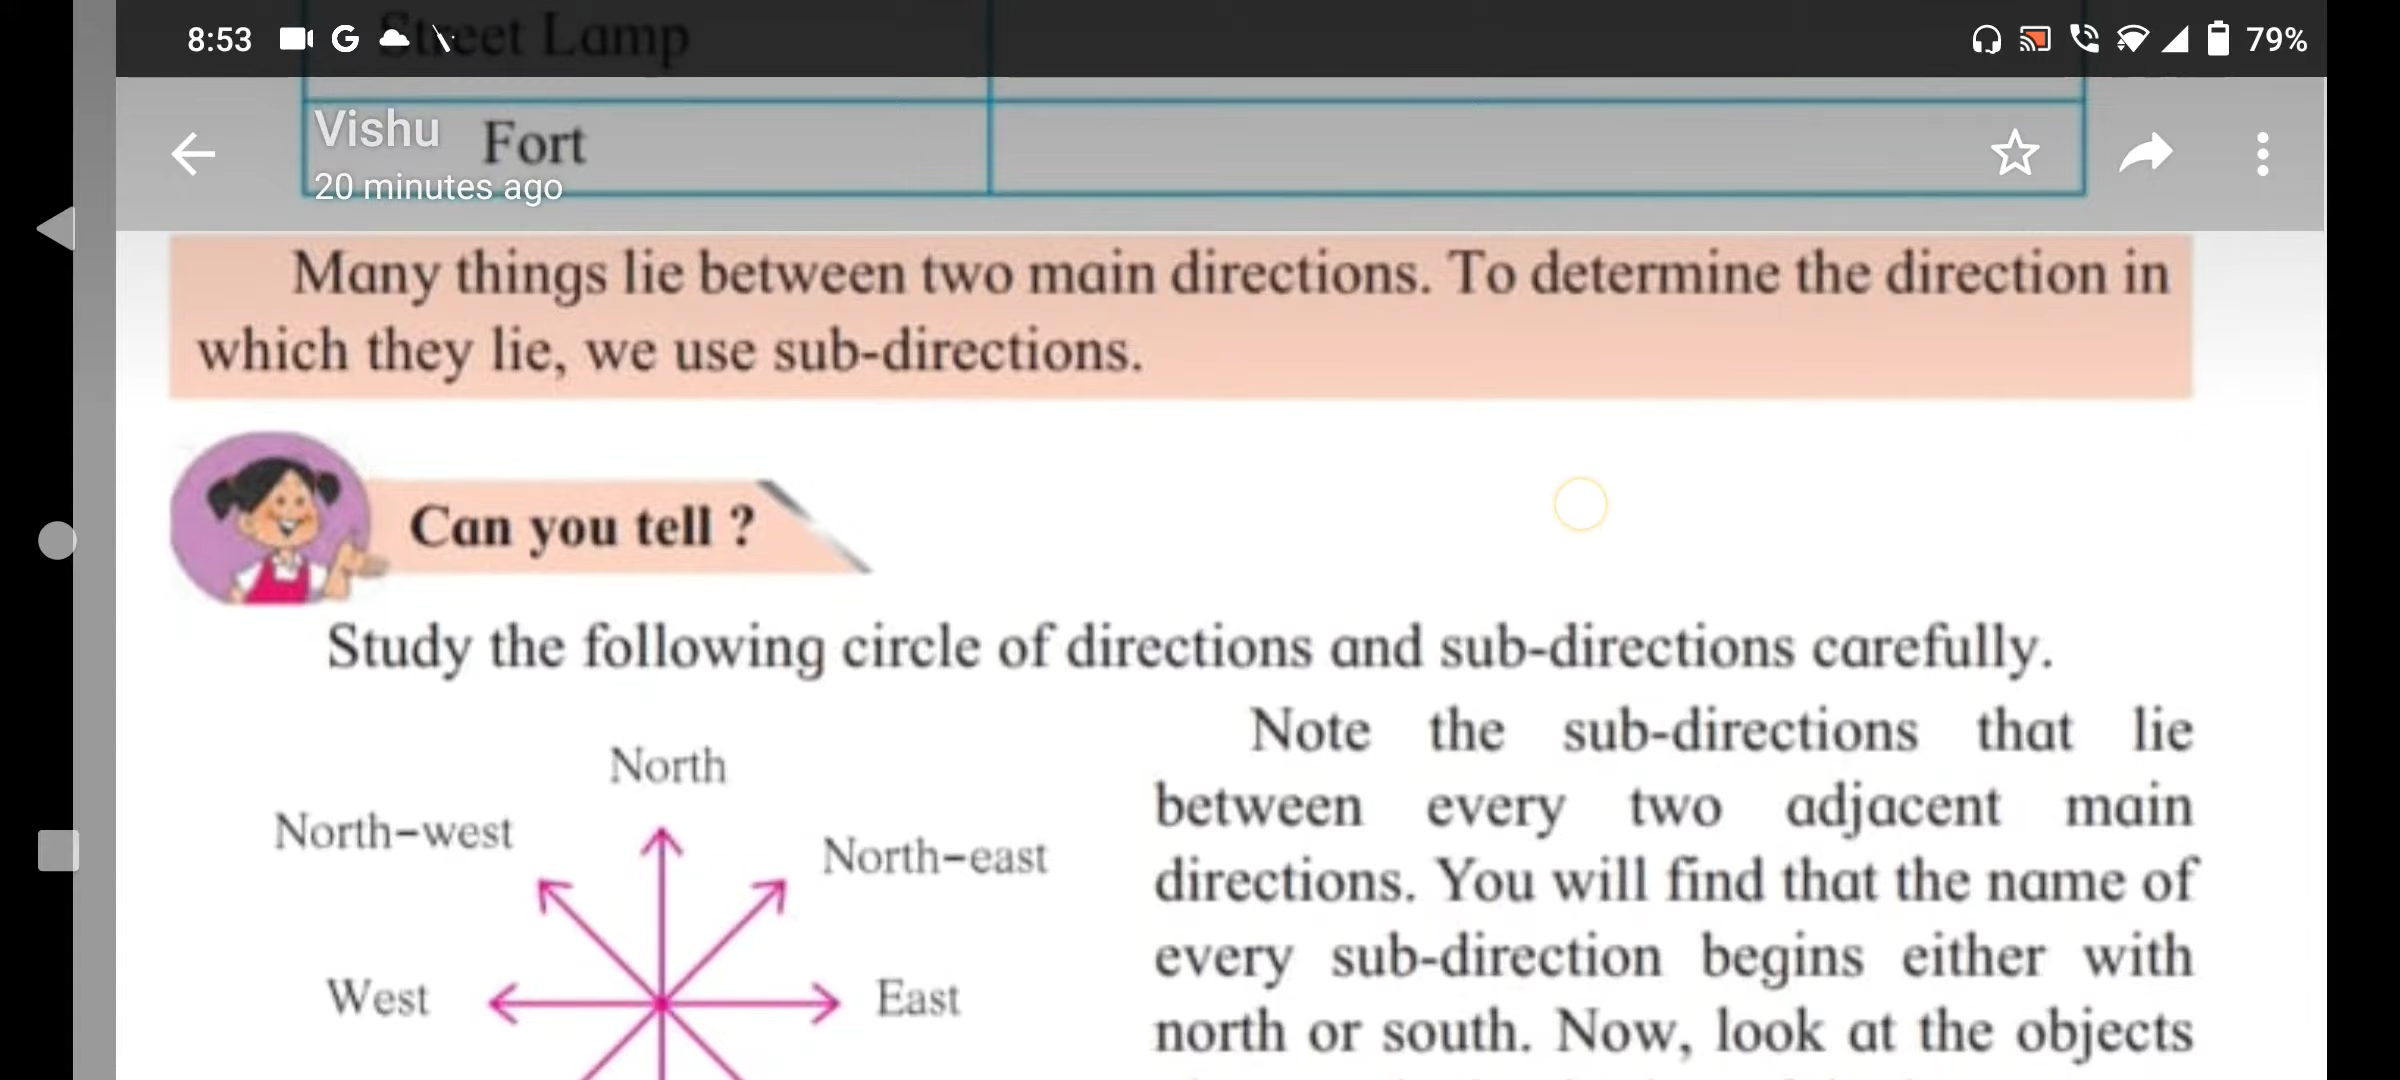 8:53
79%
Street Lamp
Vishu
Fort
20 minutes ago
Many things lie between two main directions. To determine the direction in
which they lie, we use sub-directions.
Can you tell ?
Study the following circle of directions and sub-directions carefully.
North
North-west
North-east
West
East
Note the sub-directions that lie
between every two adjacent main
directions. You will find that the name of
every sub-direction begins either with
north or south. Now, look at the objects